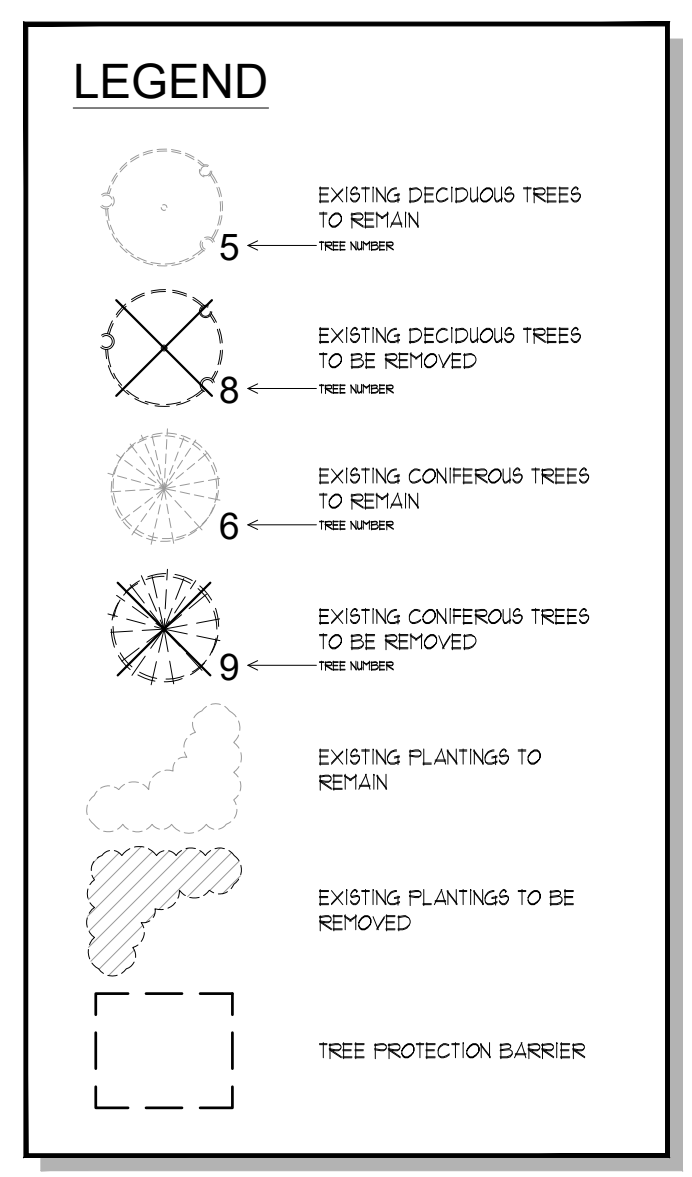 LEGEND
EXISTING DECIDUOUS TREES
TO REMAIN
5
TREE NUMBER
EXISTING DECIDUOUS TREES
TO BE REMOVED
8
TREE NUMBER
EXISTING CONIFEROUS TREES
TO REMAIN
6
TREE NUMBER
EXISTING CONIFEROUS TREES
TO BE REMOVED
9
TREE NUMBER
EXISTING PLANTINGS TO
REMAIN
EXISTING PLANTINGS TO BE
REMOVED
TREE PROTECTION BARRIER